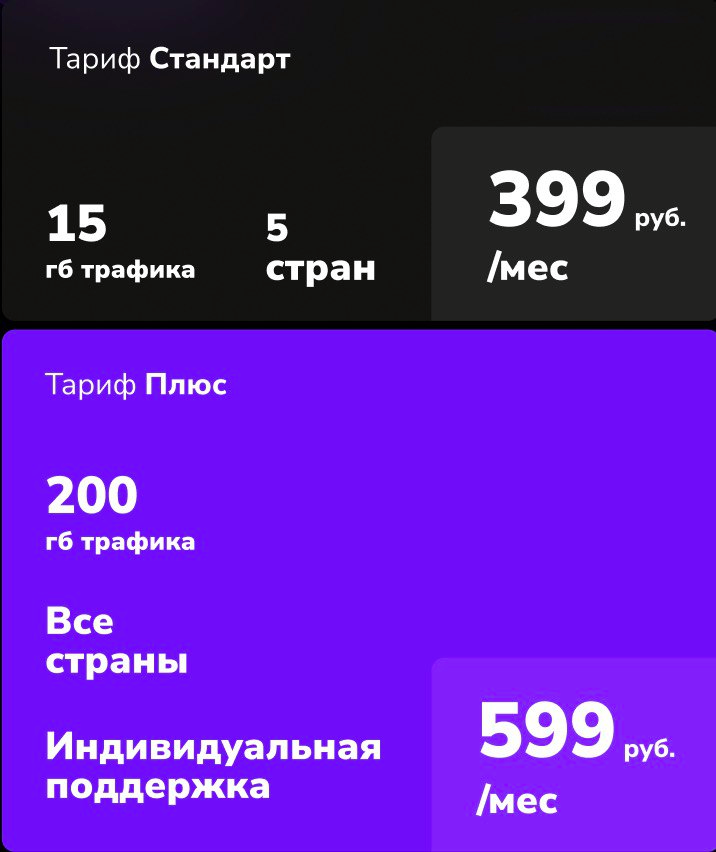 Тариф Стандарт
15
гб трафика
5
стран
399 руб.
/мес
Тариф Плюс
200
гб трафика
Все
страны
Индивидуальная
поддержка
599 руб.
/мес